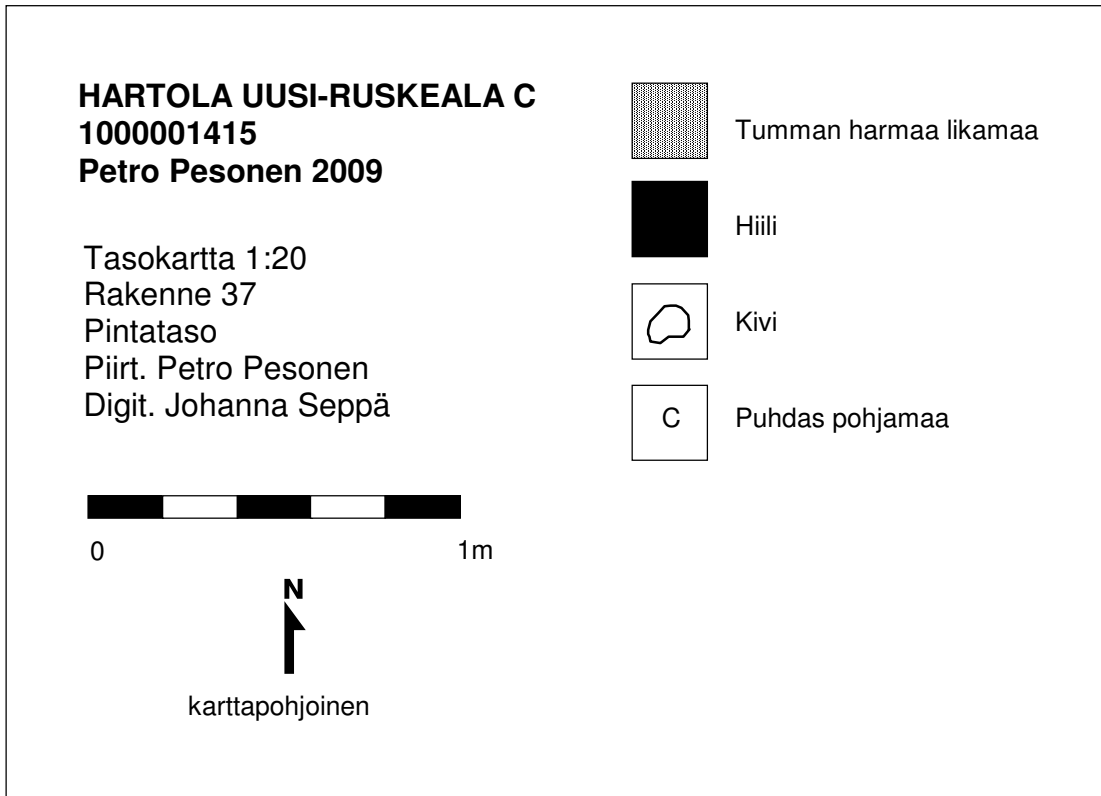 HARTOLA UUSI-RUSKEALA C
1000001415
Petro Pesonen 2009
Tasokartta 1:20
Rakenne 37
Pintataso
Piirt. Petro Pesonen
Digit. Johanna Seppä
0 1m
N
karttapohjoinen
Tumman harmaa likamaa
Hiili
Kivi
C Puhdas pohjamaa